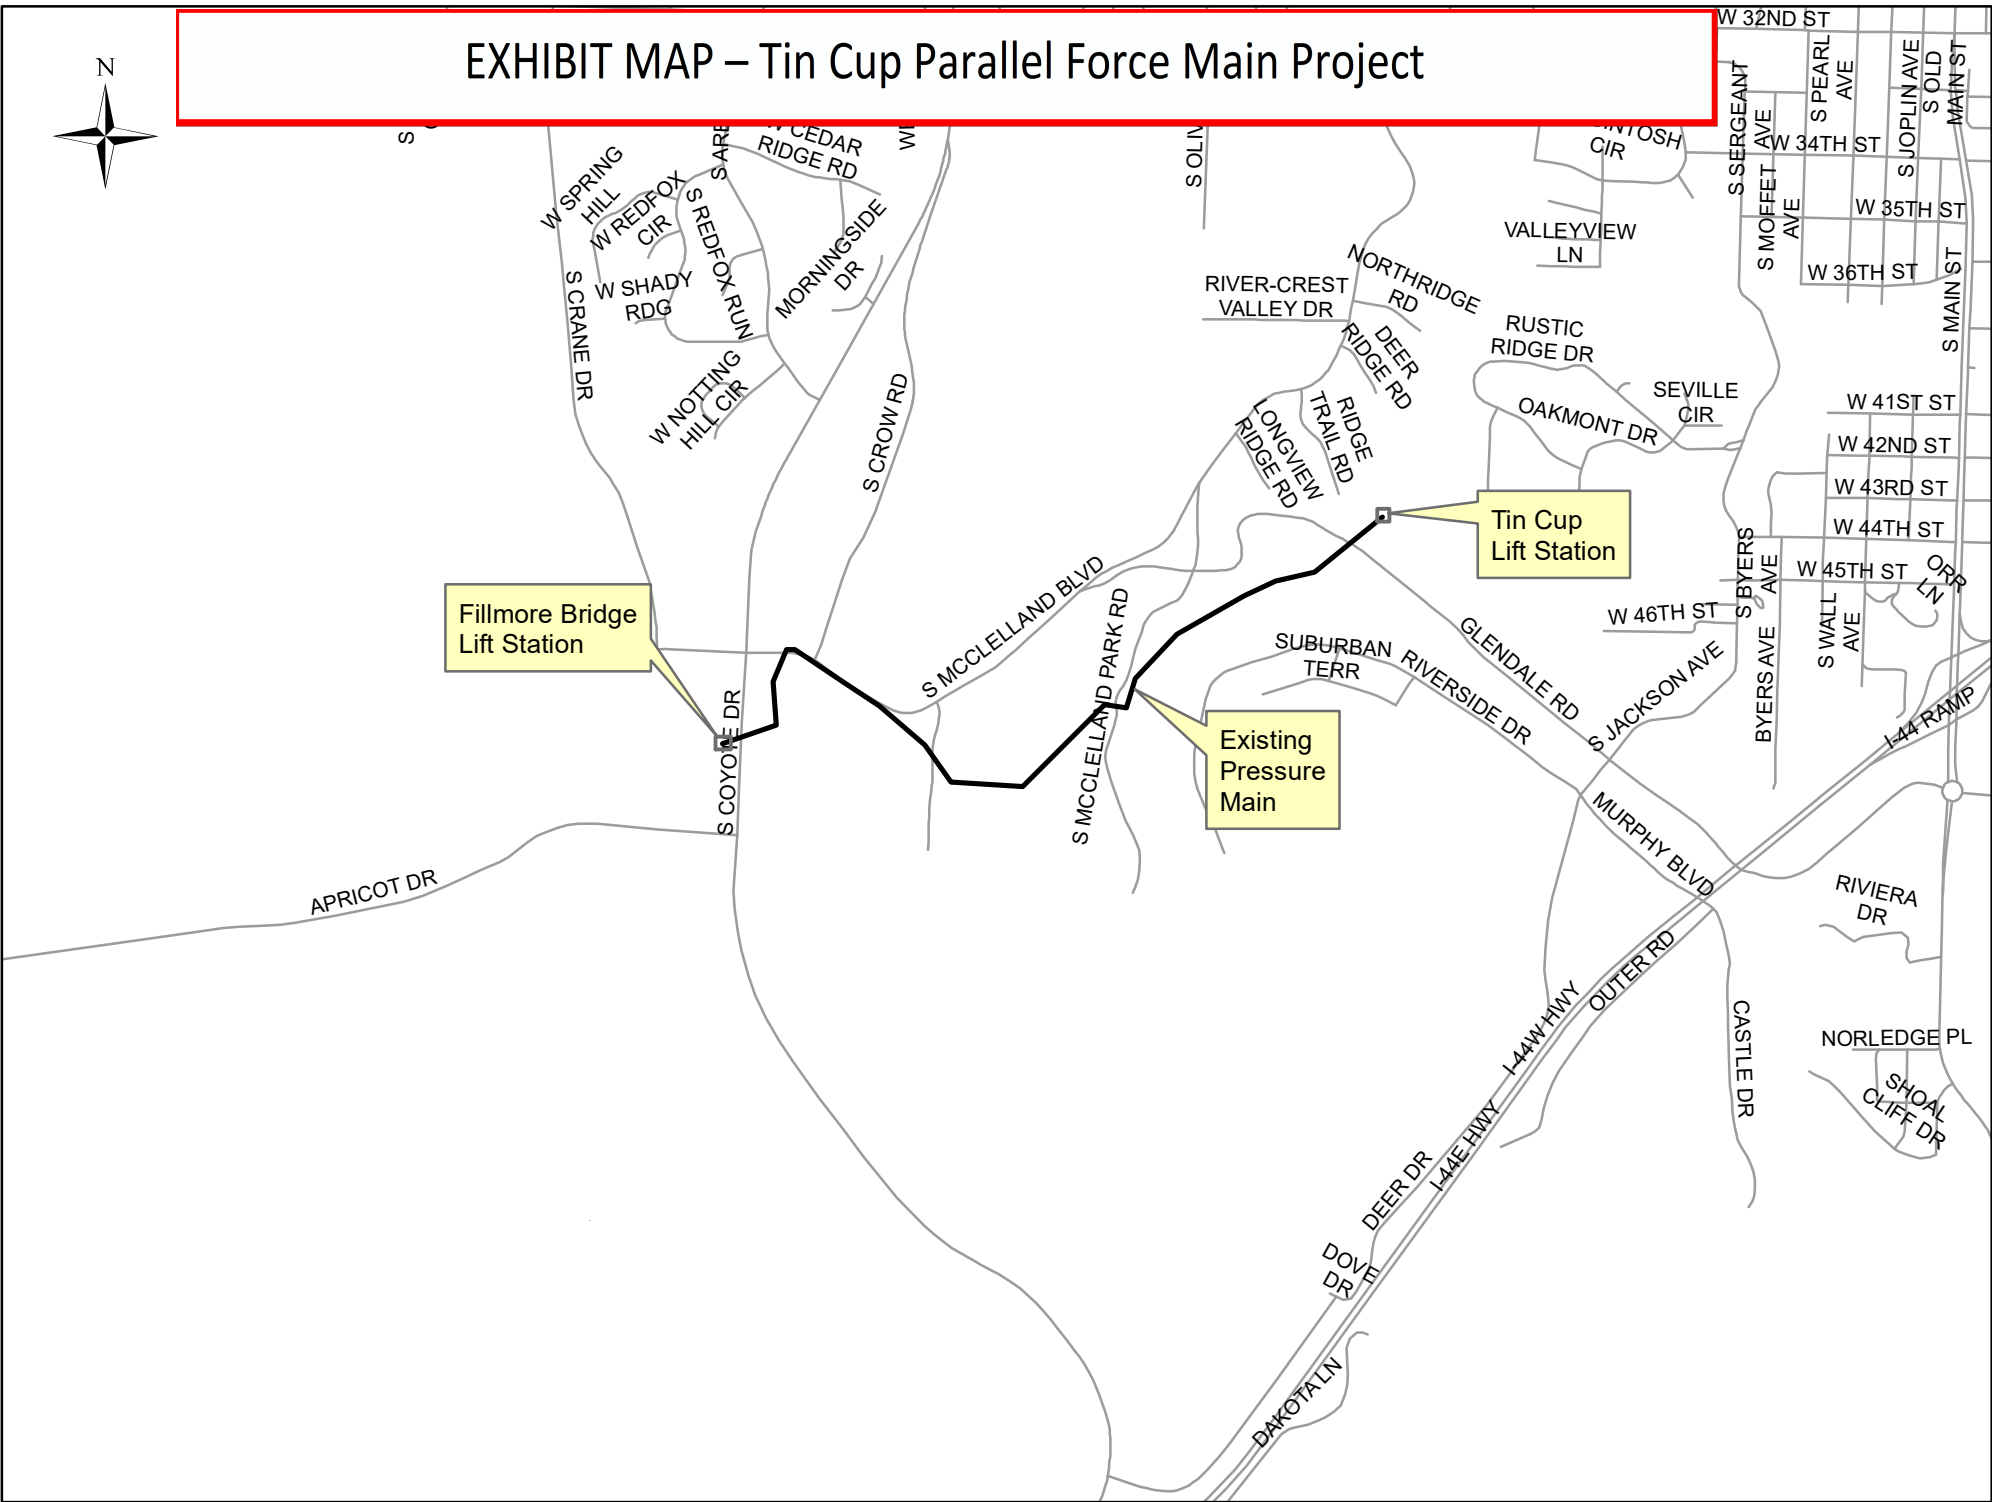 EXHIBIT MAP – Tin Cup Parallel Force Main Project
N
W 32ND ST
S SERGEANT
AVE
S PEARL
AVE
S JOPLIN AVE
S OLD
MAIN ST
W 34TH ST
S MOFFET
AVE
W 35TH ST
W 36TH ST
S MAIN ST
CIR
VALLEYVIEW
LN
W CEDAR
RIDGE RD
W SPRING
HILL
W REDFOX
CIR
S REDFOX RUN
W SHADY
RDG
MORNINGSIDE
DR
S CRANE DR
W NOTTING
HILL CIR
S CROW RD
RIVER-CREST
VALLEY DR
NORTHRIDGE
RD
DEER
RIDGE RD
RIDGE
TRAIL RD
LONGVIEW
RIDGE RD
RUSTIC
RIDGE DR
SEVILLE
CIR
OAKMONT DR
W 41ST ST
W 42ND ST
W 43RD ST
W 44TH ST
W 45TH ST
ORR
LN
S BYERS
AVE
W 46TH ST
S WALL
AVE
BYERS AVE
Tin Cup
Lift Station
Fillmore Bridge
Lift Station
Existing
Pressure
Main
S MCCLELLAND BLVD
S MCCLELLAND PARK RD
SUBURBAN
TERR
RIVERSIDE DR
GLENDALE RD
S JACKSON AVE
I-44 RAMP
S COYOTE DR
APRICOT DR
MURPHY BLVD
RIVIERA
DR
OUTER RD
I-44W HWY
CASTLE DR
NORLEDGE PL
SHOAL
CLIFF DR
I-44E HWY
DEER DR
DOVE
DR
DAKOTA LN